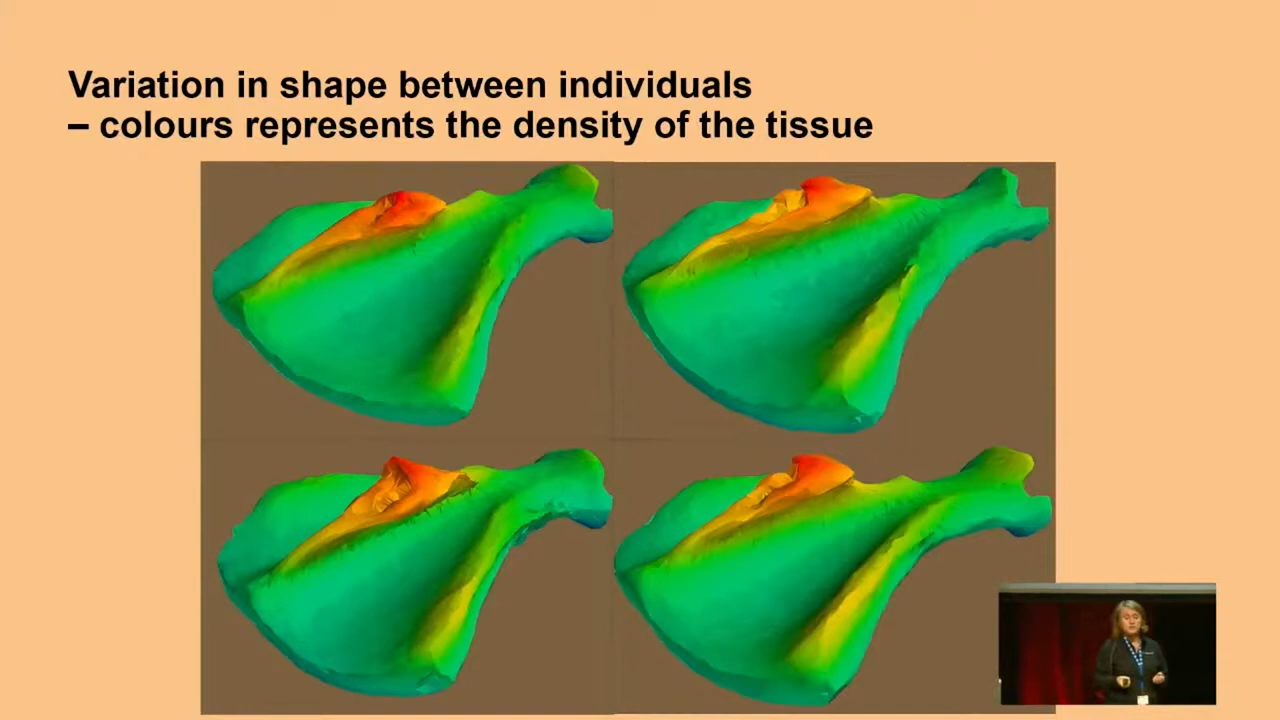 Variation in shape between individuals
– colours represents the density of the tissue